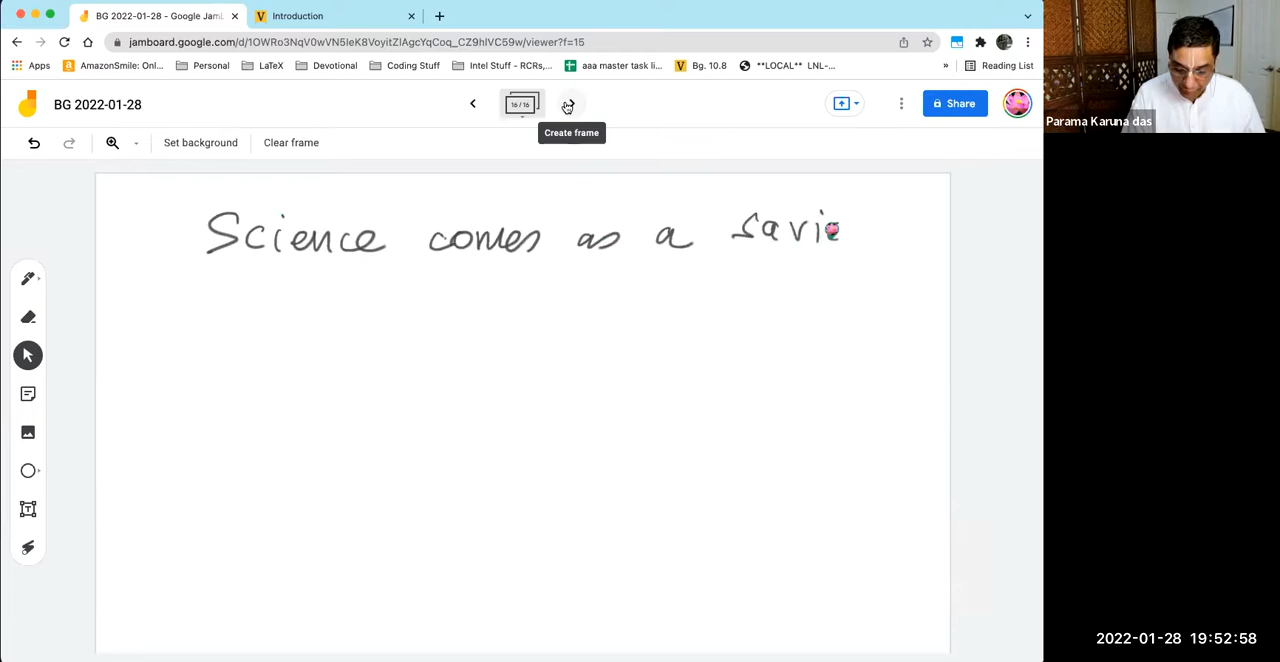 BG 2022-01-28 - Google Jam
Introduction
jamboard.google.com/d/1OWRo3NqV0wVN5leK8VoyitZlAgcYqCoq_CZ9hlVC59w/viewer?f=15
Apps AmazonSmile: Onl... Personal LaTeX Devotional Coding Stuff Intel Stuff - RCRs,... aaa master task li... Bg. 10.8 **LOCAL** LNL-... » Reading List
BG 2022-01-28 16 / 16 Share
Parama Karuna das
Create frame
Set background Clear frame
Science comes as a savi
2022-01-28 19:52:58